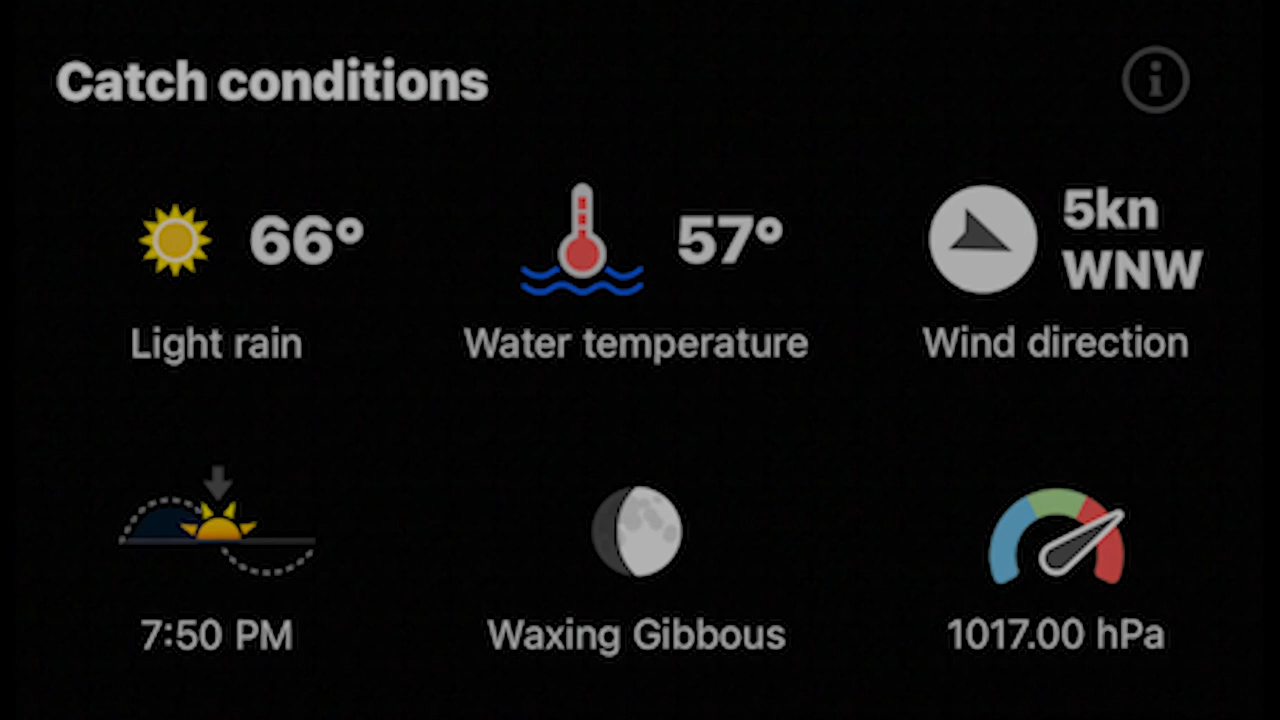 Catch conditions
66°
57°
5kn
WNW
Light rain
Water temperature
Wind direction
7:50 PM
Waxing Gibbous
1017.00 hPa